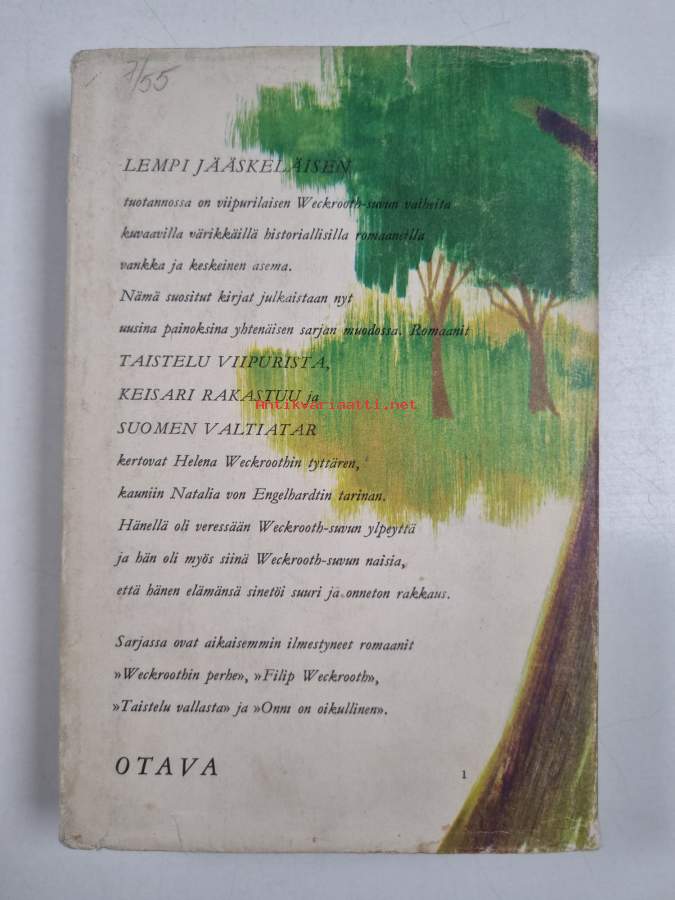 7/55
LEMPI JÄÄSKELÄISEN
tuotannossa on viipurilaisen Weckrooth-suvun vaiheita
kuvaavilla värikkäillä historiallisilla romaaneilla
vankka ja keskeinen asema.
Nämä suositut kirjat julkaistaan nyt
uusina painoksina yhtenäisen sarjan muodossa. Romaanit
TAISTELU VIIPURISTA,
KEISARI RAKASTUU ja
Antikvariaatti.net
SUOMEN VALTIATAR
kertovat Helena Weckroothin tyttären,
kauniin Natalia von Engelhardtin tarinan.
Hänellä oli veressään Weckrooth-suvun ylpeyttä
ja hän oli myös siinä Weckrooth-suvun naisia,
että hänen elämänsä sinetöi suuri ja onneton rakkaus.
Sarjassa ovat aikaisemmin ilmestyneet romaanit
»Weckroothin perhe», »Filip Weckrooth»,
»Taistelu vallasta» ja »Onni on oikullinen».
OTAVA
1